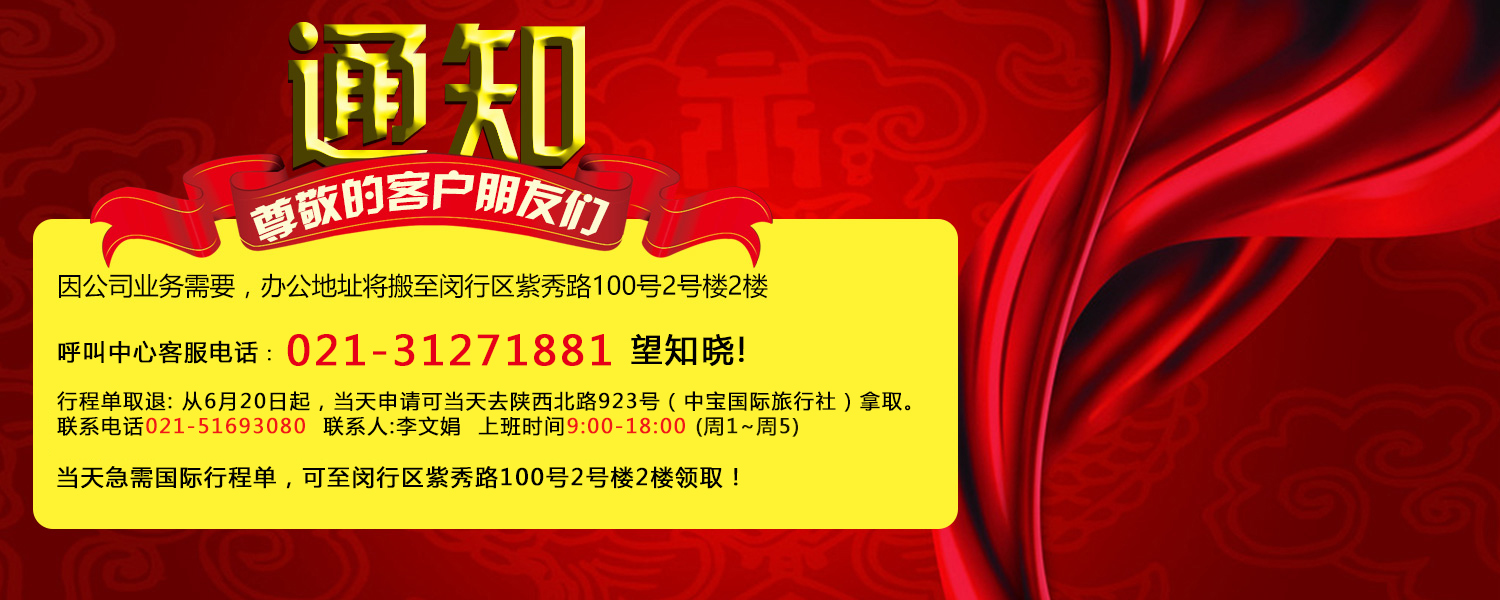 通知
尊敬的客户朋友们
因公司业务需要，办公地址将搬至闵行区紫秀路100号2号楼2楼
呼叫中心客服电话：021-31271881 望知晓!
行程单取退: 从6月20日起，当天申请可当天去陕西北路923号（中宝国际旅行社）拿取。
联系电话021-51693080 联系人:李文娟 上班时间9:00-18:00 (周1~周5)
当天急需国际行程单，可至闵行区紫秀路100号2号楼2楼领取！